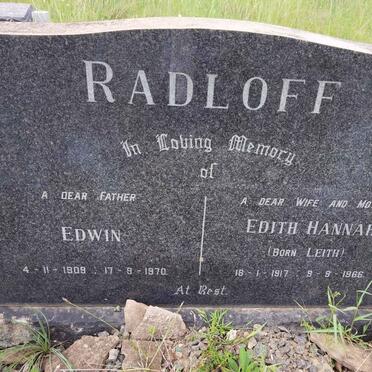 RADLOFF
In Loving Memory
of
A DEAR FATHER
EDWIN
4-11-1909 - 17-9-1970.
A DEAR WIFE AND MO
EDITH HANNAH
(BORN LEITH)
18-1-1917 - 9-9-1966.
At Rest.